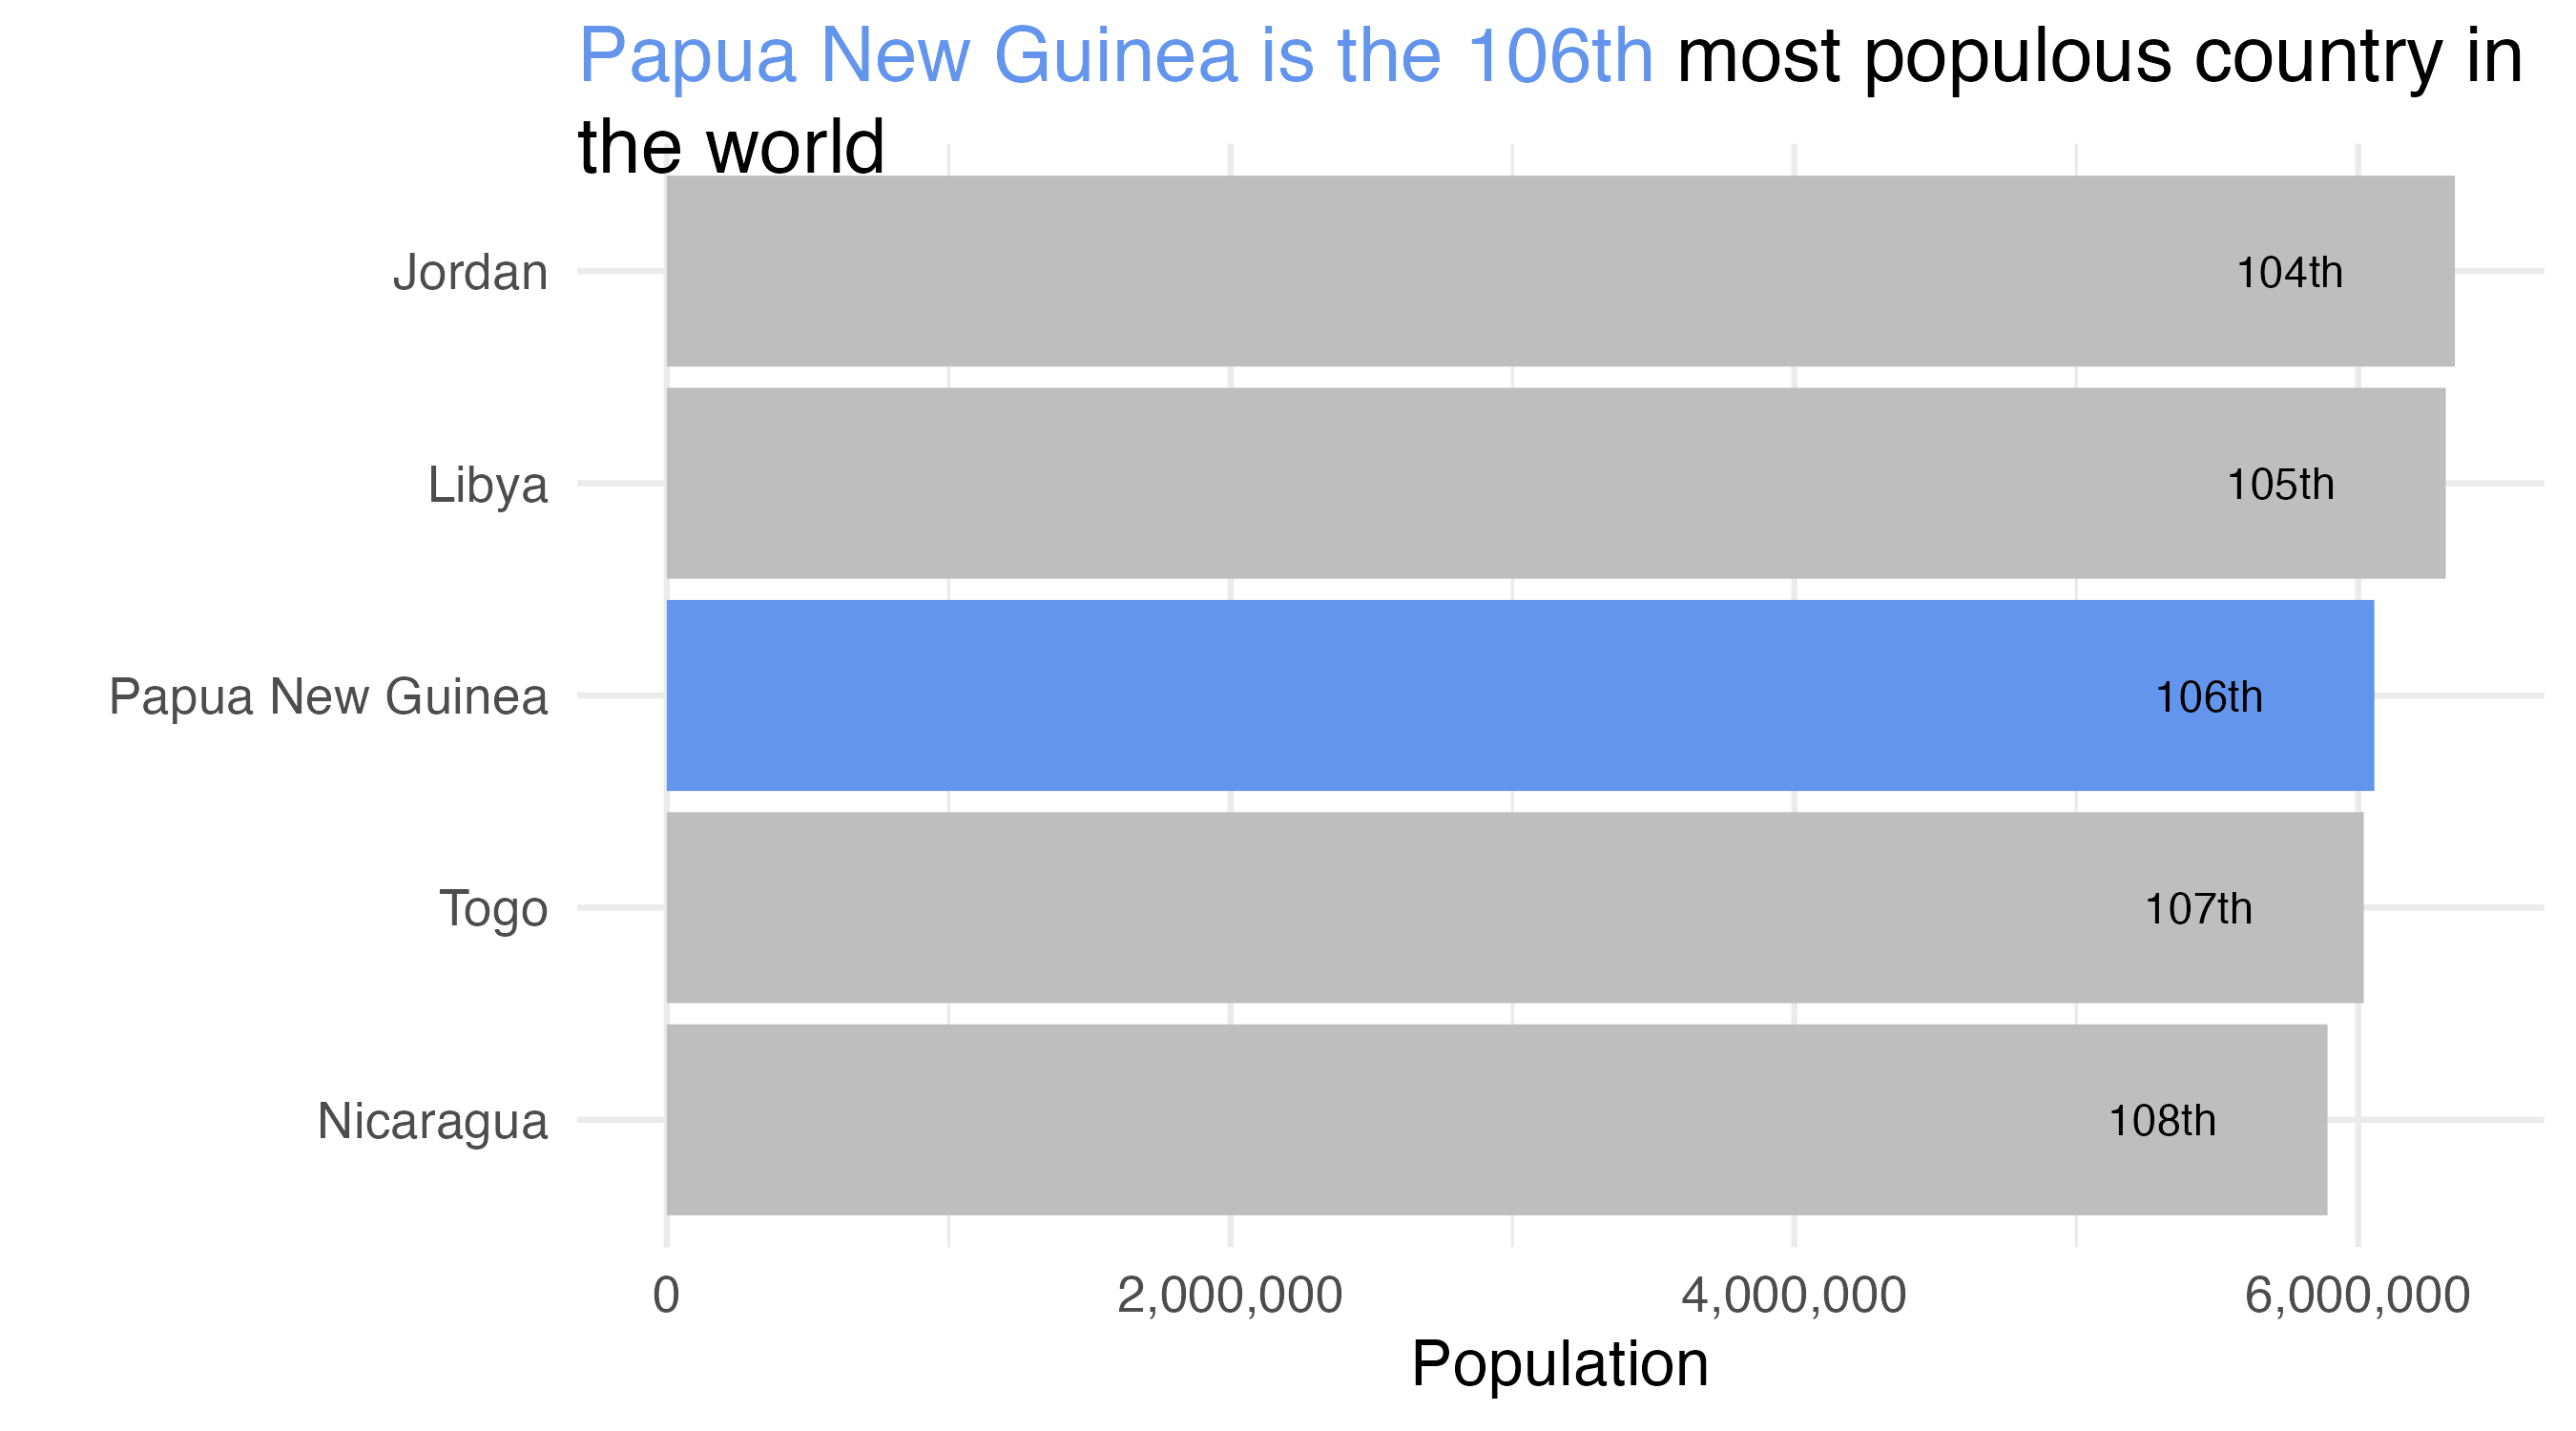 Papua New Guinea is the 106th most populous country in
the world
Jordan
104th
Libya
105th
Papua New Guinea
106th
Togo
107th
Nicaragua
108th
0
2,000,000
4,000,000
6,000,000
Population